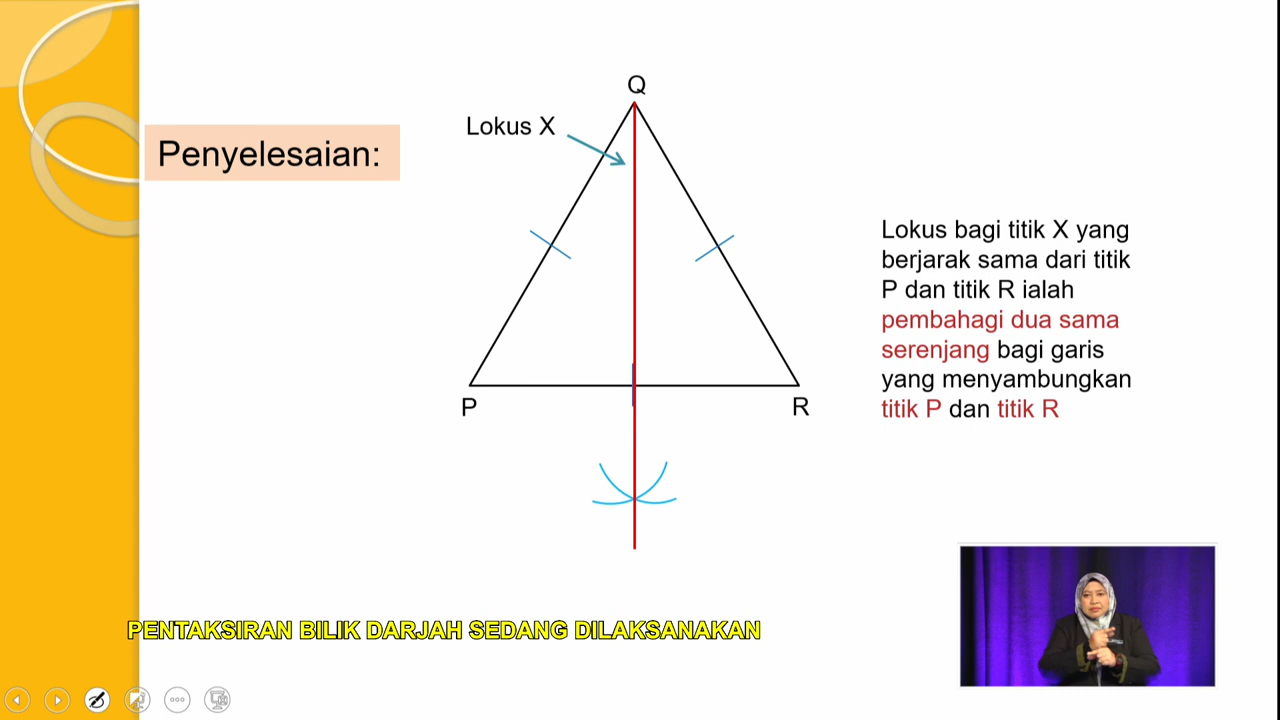 Q
Lokus X
Penyelesaian:
P
R
Lokus bagi titik X yang
berjarak sama dari titik
P dan titik R ialah
pembahagi dua sama
serenjang bagi garis
yang menyambungkan
titik P dan titik R
PENTAKSIRAN BILIK DARJAH SEDANG DILAKSANAKAN